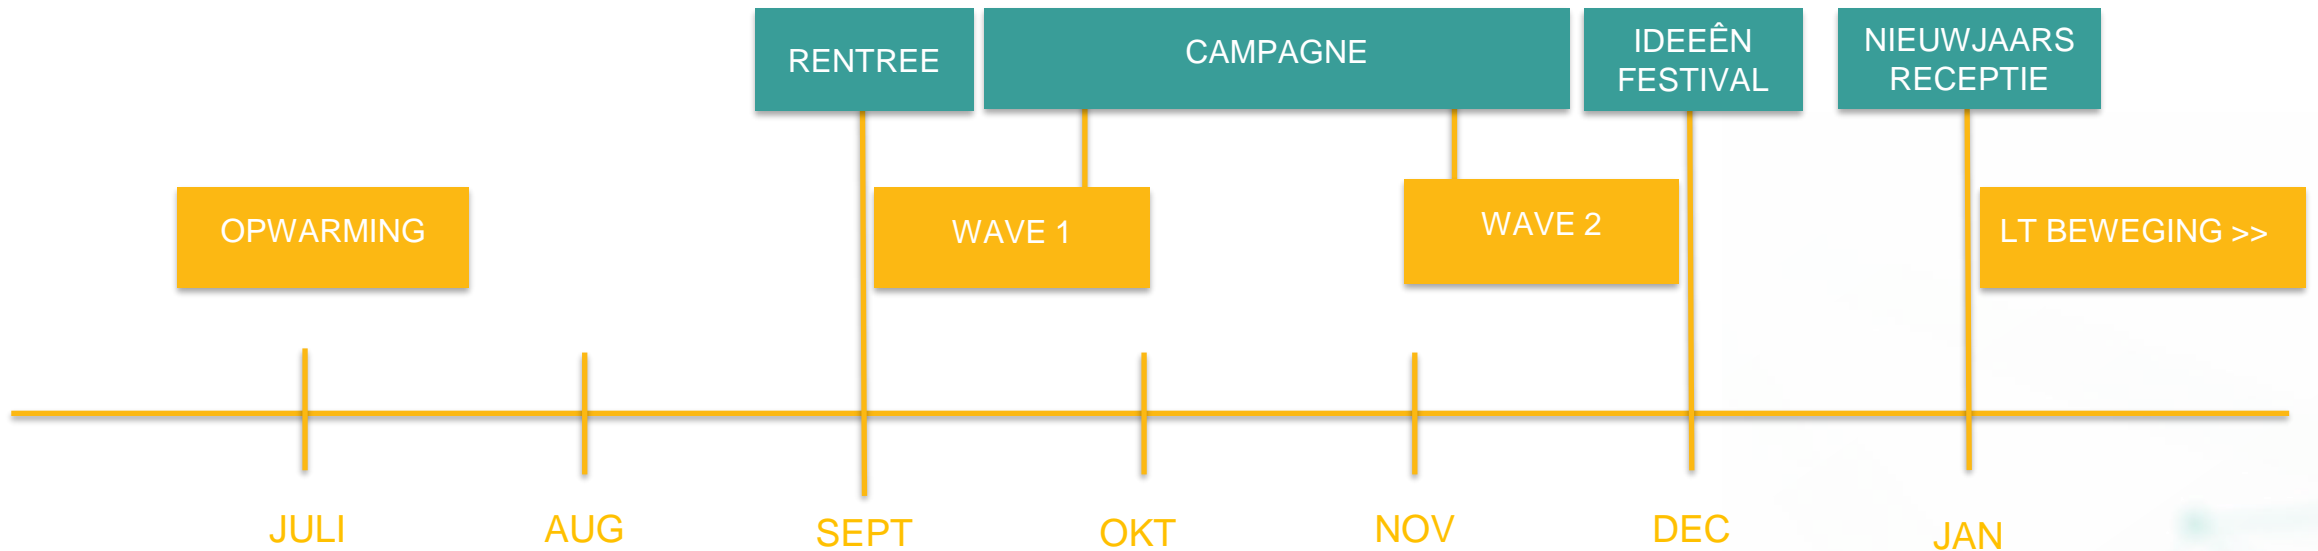 RENTREE
CAMPAGNE
IDEEÊN
FESTIVAL
NIEUWJAARS
RECEPTIE
OPWARMING
WAVE 1
WAVE 2
LT BEWEGING >>
JULI
AUG
SEPT
OKT
NOV
DEC
JAN